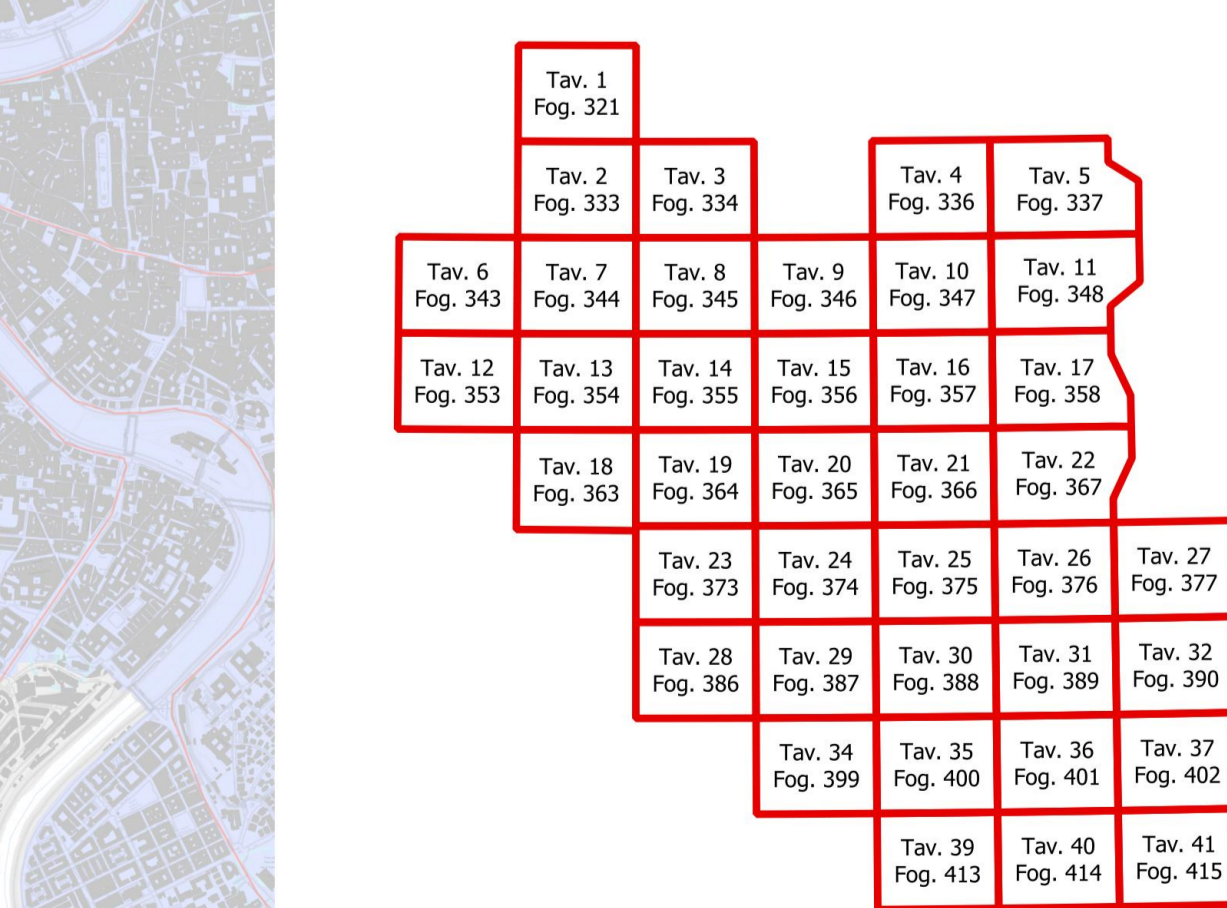 Tav. 1
Fog. 321
Tav. 2
Fog. 333
Tav. 3
Fog. 334
Tav. 4
Fog. 336
Tav. 5
Fog. 337
Tav. 6
Fog. 343
Tav. 7
Fog. 344
Tav. 8
Fog. 345
Tav. 9
Fog. 346
Tav. 10
Fog. 347
Tav. 11
Fog. 348
Tav. 12
Fog. 353
Tav. 13
Fog. 354
Tav. 14
Fog. 355
Tav. 15
Fog. 356
Tav. 16
Fog. 357
Tav. 17
Fog. 358
Tav. 18
Fog. 363
Tav. 19
Fog. 364
Tav. 20
Fog. 365
Tav. 21
Fog. 366
Tav. 22
Fog. 367
Tav. 23
Fog. 373
Tav. 24
Fog. 374
Tav. 25
Fog. 375
Tav. 26
Fog. 376
Tav. 27
Fog. 377
Tav. 28
Fog. 386
Tav. 29
Fog. 387
Tav. 30
Fog. 388
Tav. 31
Fog. 389
Tav. 32
Fog. 390
Tav. 34
Fog. 399
Tav. 35
Fog. 400
Tav. 36
Fog. 401
Tav. 37
Fog. 402
Tav. 39
Fog. 413
Tav. 40
Fog. 414
Tav. 41
Fog. 415